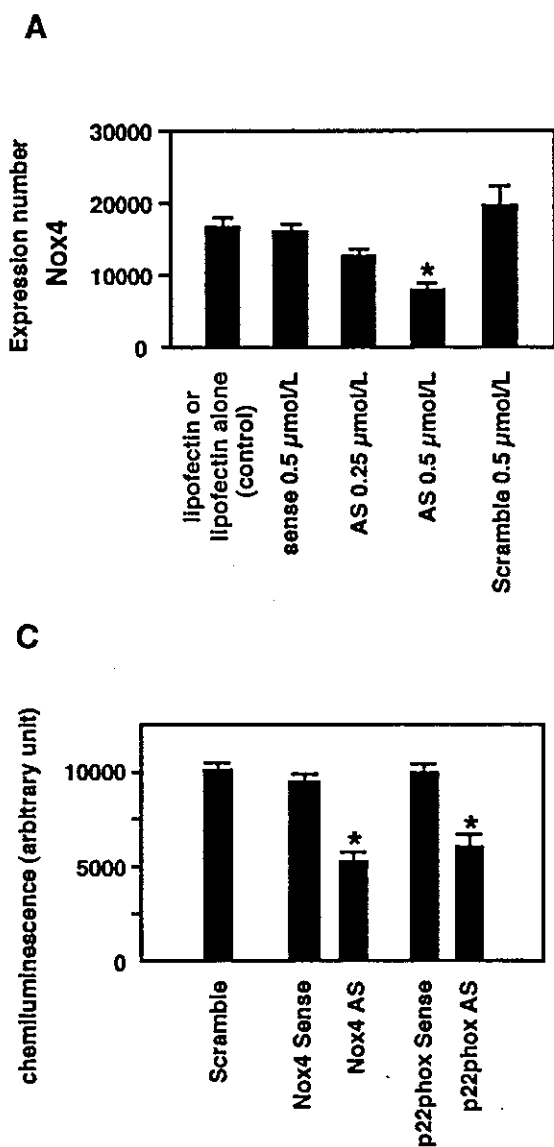 A
Expression number
Nox4
30000
20000
10000
0
*
lipofectin or
lipofectin alone
(control)
sense 0.5 µmol/L
AS 0.25 µmol/L
AS 0.5 µmol/L
Scramble 0.5 µmol/L
C
chemiluminescence (arbitrary unit)
10000
5000
0
*
*
Scramble
Nox4 Sense
Nox4 AS
p22phox Sense
p22phox AS